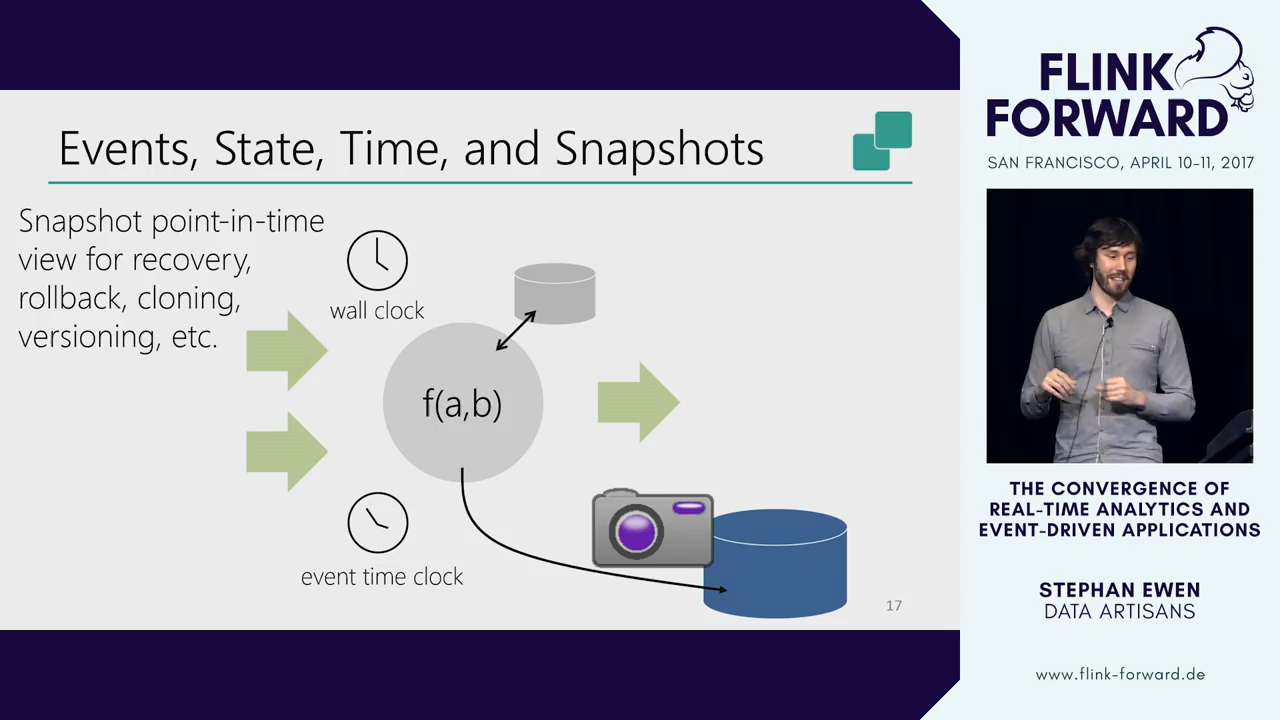 Events, State, Time, and Snapshots
Snapshot point-in-time
view for recovery,
rollback, cloning,
versioning, etc.
wall clock
f(a,b)
event time clock
17
FLINK
FORWARD
SAN FRANCISCO, APRIL 10-11, 2017
THE CONVERGENCE OF
REAL-TIME ANALYTICS AND
EVENT-DRIVEN APPLICATIONS
STEPHAN EWEN
DATA ARTISANS
www.flink-forward.de